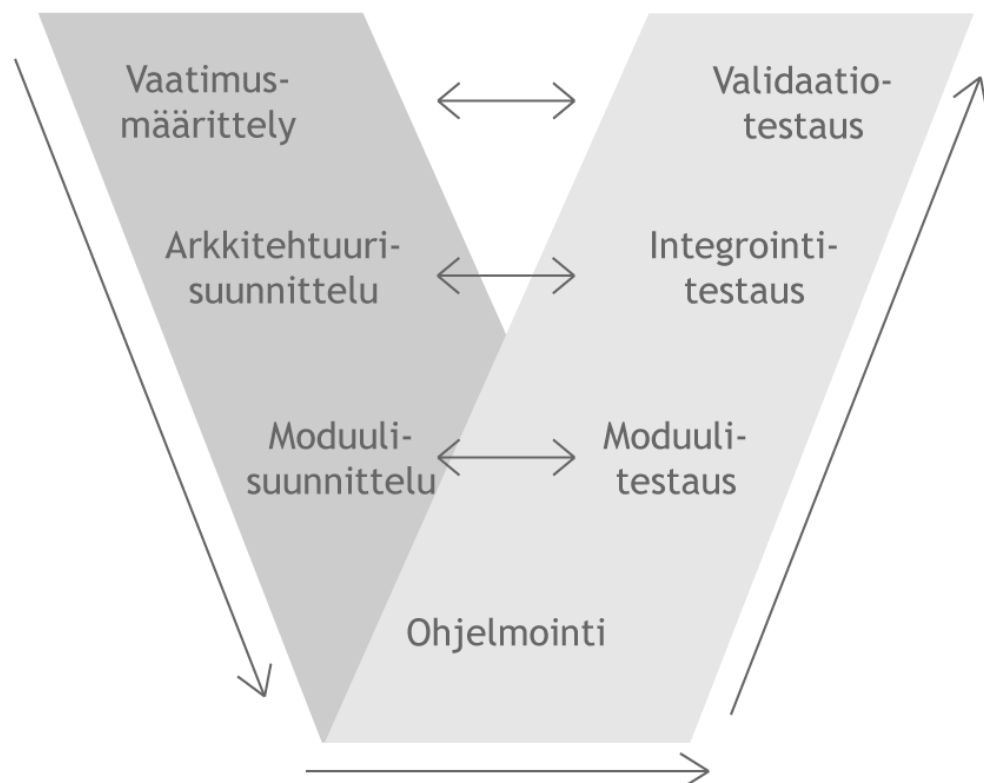 Vaatimus-
määrittely
Validaatio-
testaus
Arkkitehtuuri-
suunnittelu
Integrointi-
testaus
Moduuli-
suunnittelu
Moduuli-
testaus
Ohjelmointi